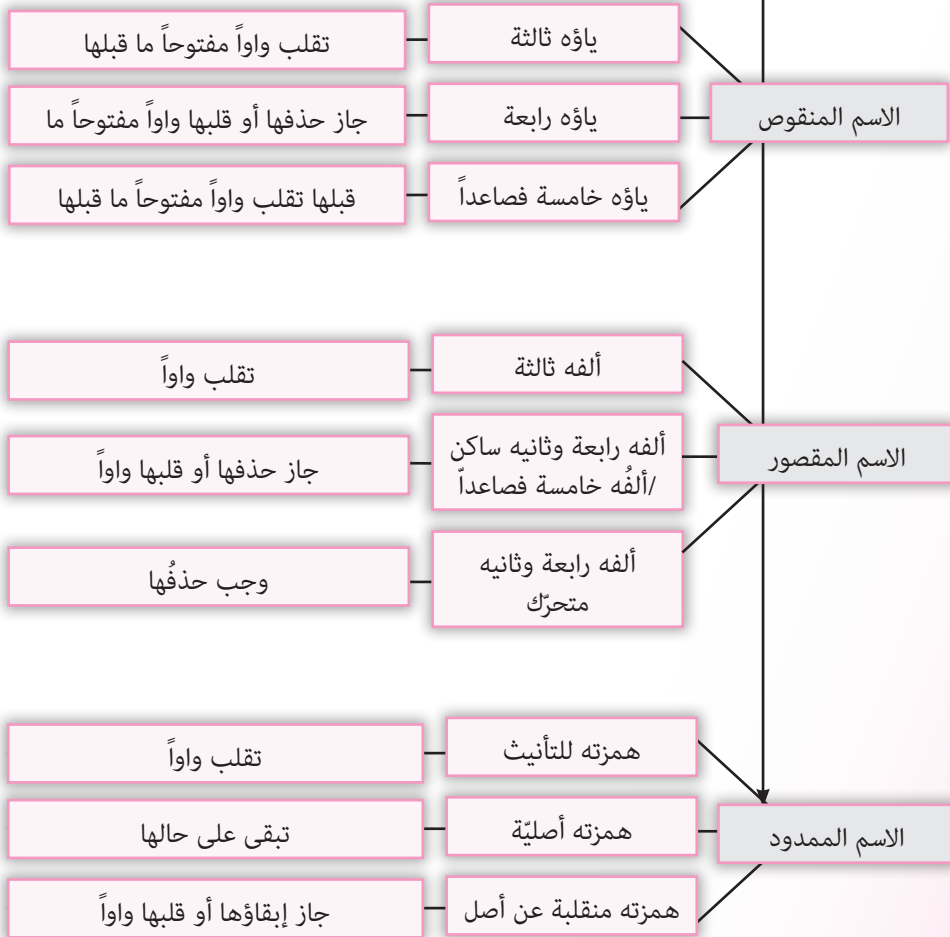 الاسم المنقوص
ياؤه ثالثة
تقلب واواً مفتوحاً ما قبلها
ياؤه رابعة
جاز حذفها أو قلبها واواً مفتوحاً ما
ياؤه خامسة فصاعداً
قبلها تقلب واواً مفتوحاً ما قبلها
الاسم المقصور
ألفه ثالثة
تقلب واواً
ألفه رابعة وثانيه ساكن
/ألفُه خامسة فصاعداّ
جاز حذفها أو قلبها واواً
ألفه رابعة وثانيه
متحرّك
وجب حذفُها
الاسم الممدود
همزته للتأنيث
تقلب واواً
همزته أصليّة
تبقى على حالها
همزته منقلبة عن أصل
جاز إبقاؤها أو قلبها واواً